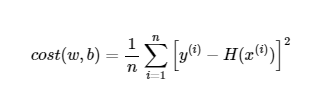 cost(w, b) = \frac{1}{n} \sum_{i=1}^{n} \left[ y^{(i)} - H(x^{(i)}) \right]^2